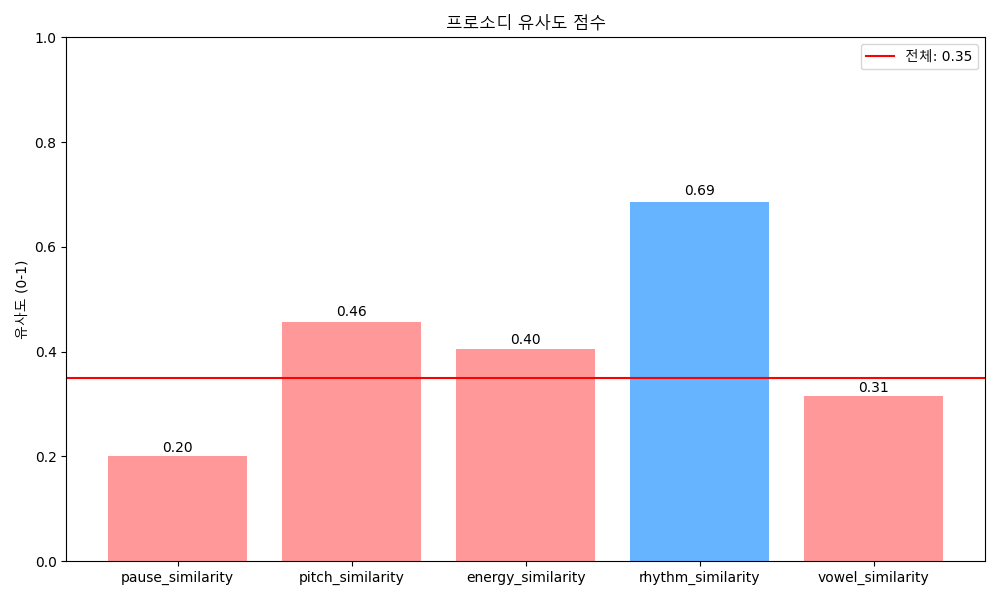 프로소디 유사도 점수
전체: 0.35
유사도 (0-1)
1.0
0.8
0.6
0.4
0.2
0.0
0.20
0.46
0.40
0.69
0.31
pause_similarity
pitch_similarity
energy_similarity
rhythm_similarity
vowel_similarity